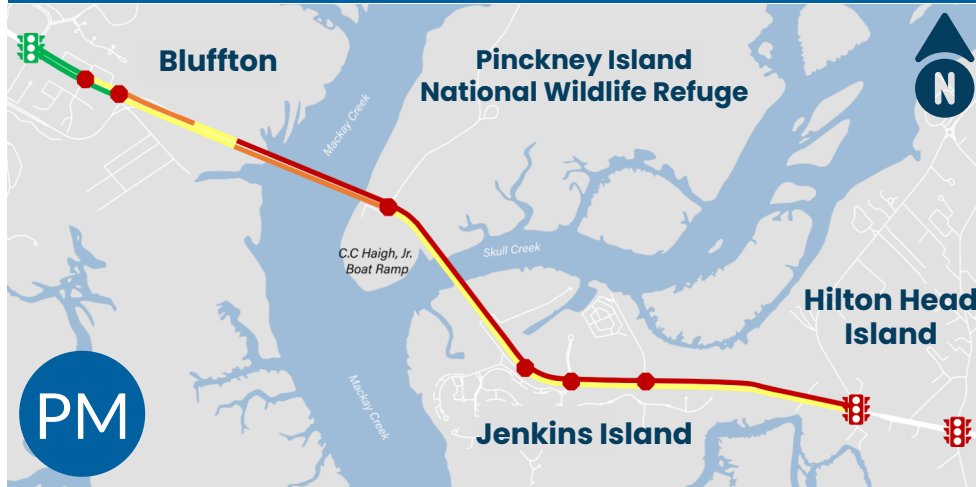 Bluffton
Pinckney Island
National Wildlife Refuge
N
Mackay Creek
C.C Haigh, Jr.
Boat Ramp
Skull Creek
Hilton Head
Island
PM
Mackay Creek
Jenkins Island